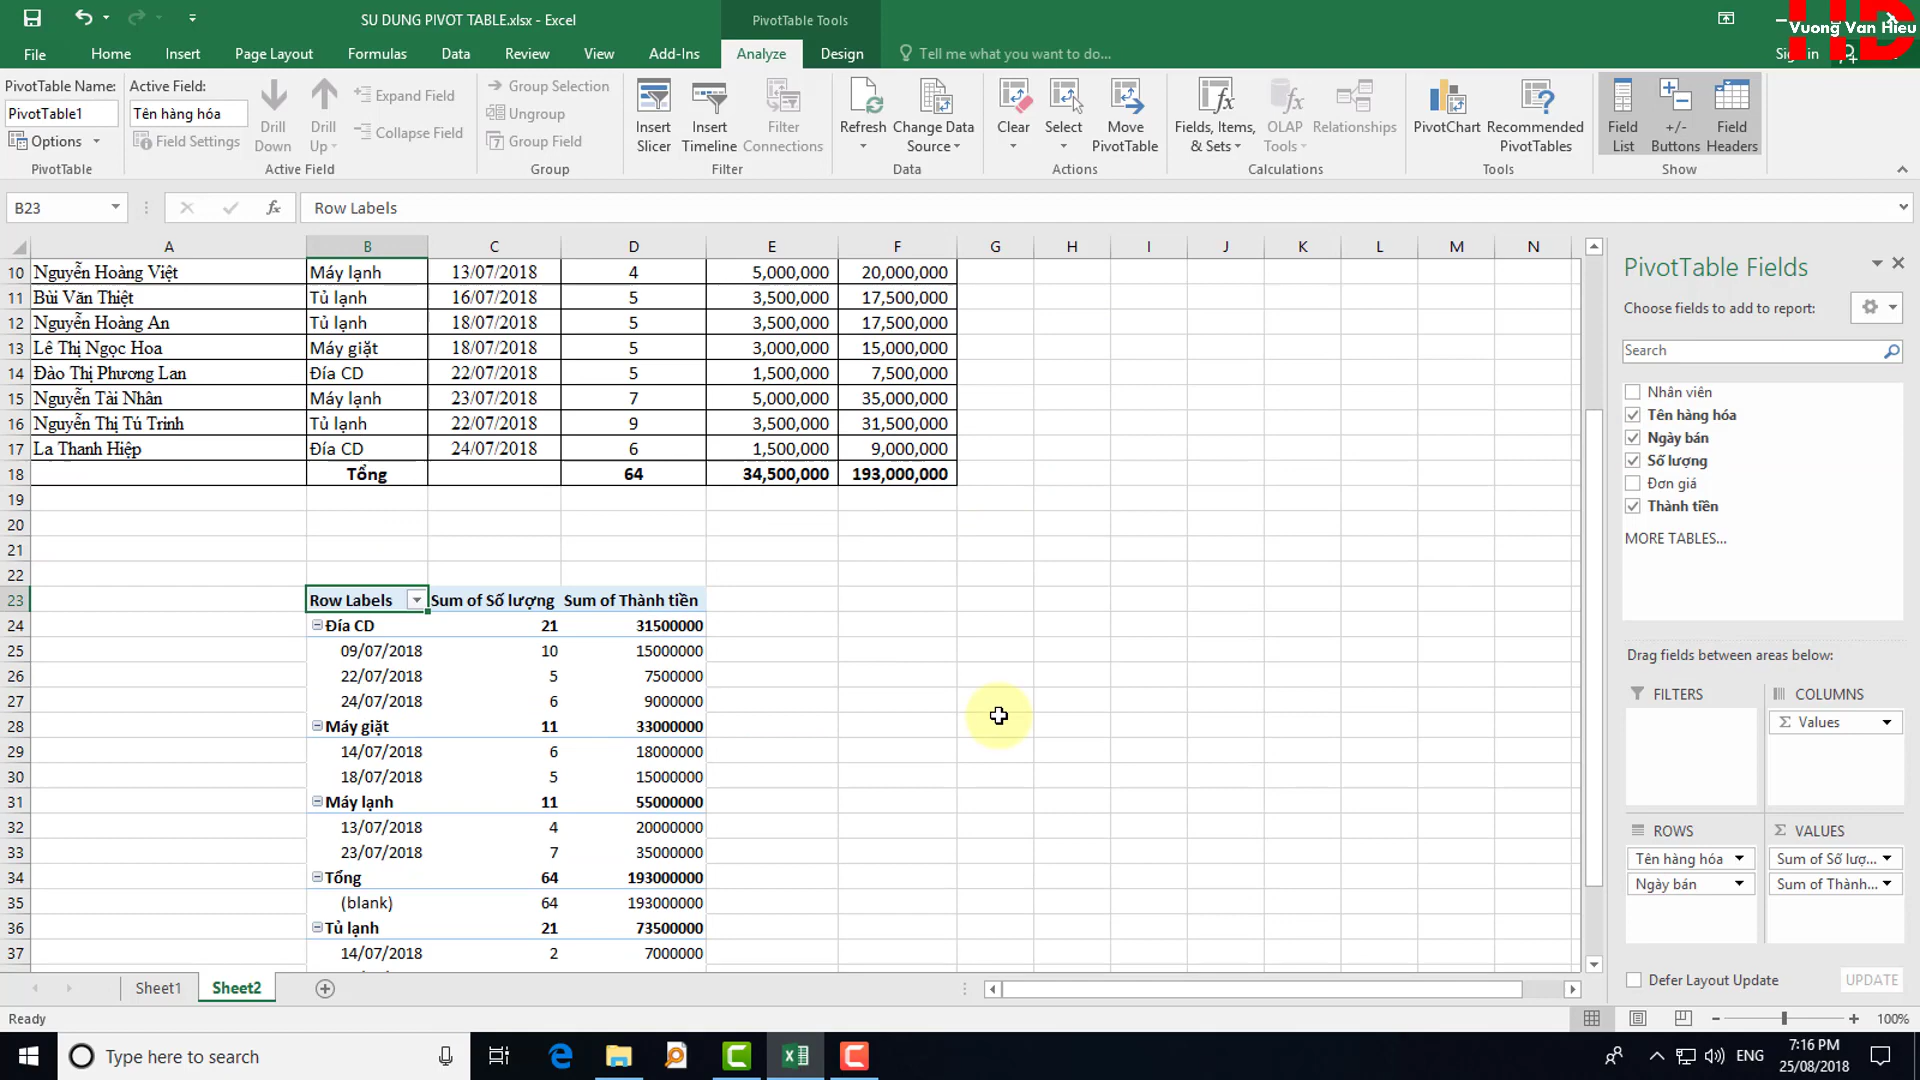 SU DUNG PIVOT TABLE.xlsx - Excel
PivotTable Tools
Vuong Van Hieu
File Home Insert Page Layout Formulas Data Review View Add-Ins Analyze Design Tell me what you want to do...
PivotTable Name:
PivotTable1
Options
PivotTable
Active Field:
Tên hàng hóa
Field Settings
Drill Down
Drill Up
Expand Field
Collapse Field
Active Field
Group Selection
Ungroup
Group Field
Group
Insert Slicer
Insert Timeline
Filter Connections
Filter
Refresh
Change Data Source
Data
Clear
Select
Move PivotTable
Actions
Fields, Items, & Sets
OLAP Tools
Relationships
Calculations
PivotChart
Recommended PivotTables
Tools
Field List
+/- Buttons
Field Headers
Show
B23 fx Row Labels
A B C D E F G H I J K L M N
10 Nguyễn Hoàng Việt Máy lạnh 13/07/2018 4 5,000,000 20,000,000
11 Bùi Văn Thiệt Tủ lạnh 16/07/2018 5 3,500,000 17,500,000
12 Nguyễn Hoàng An Tủ lạnh 18/07/2018 5 3,500,000 17,500,000
13 Lê Thị Ngọc Hoa Máy giặt 18/07/2018 5 3,000,000 15,000,000
14 Đào Thị Phương Lan Đía CD 22/07/2018 5 1,500,000 7,500,000
15 Nguyễn Tài Nhân Máy lạnh 23/07/2018 7 5,000,000 35,000,000
16 Nguyễn Thị Tú Trinh Tủ lạnh 22/07/2018 9 3,500,000 31,500,000
17 La Thanh Hiệp Đía CD 24/07/2018 6 1,500,000 9,000,000
18 Tổng 64 34,500,000 193,000,000
19
20
21
22
23 Row Labels Sum of Số lượng Sum of Thành tiền
24 Đía CD 21 31500000
25 09/07/2018 10 15000000
26 22/07/2018 5 7500000
27 24/07/2018 6 9000000
28 Máy giặt 11 33000000
29 14/07/2018 6 18000000
30 18/07/2018 5 15000000
31 Máy lạnh 11 55000000
32 13/07/2018 4 20000000
33 23/07/2018 7 35000000
34 Tổng 64 193000000
35 (blank) 64 193000000
36 Tủ lạnh 21 73500000
37 14/07/2018 2 7000000
PivotTable Fields
Choose fields to add to report:
Search
Nhân viên
Tên hàng hóa
Ngày bán
Số lượng
Đơn giá
Thành tiền
MORE TABLES...
Drag fields between areas below:
FILTERS
COLUMNS
Σ Values
ROWS
Tên hàng hóa
Ngày bán
Σ VALUES
Sum of Số lượ...
Sum of Thành...
Defer Layout Update
UPDATE
Sheet1 Sheet2
Ready
100%
Type here to search
ENG
7:16 PM
25/08/2018